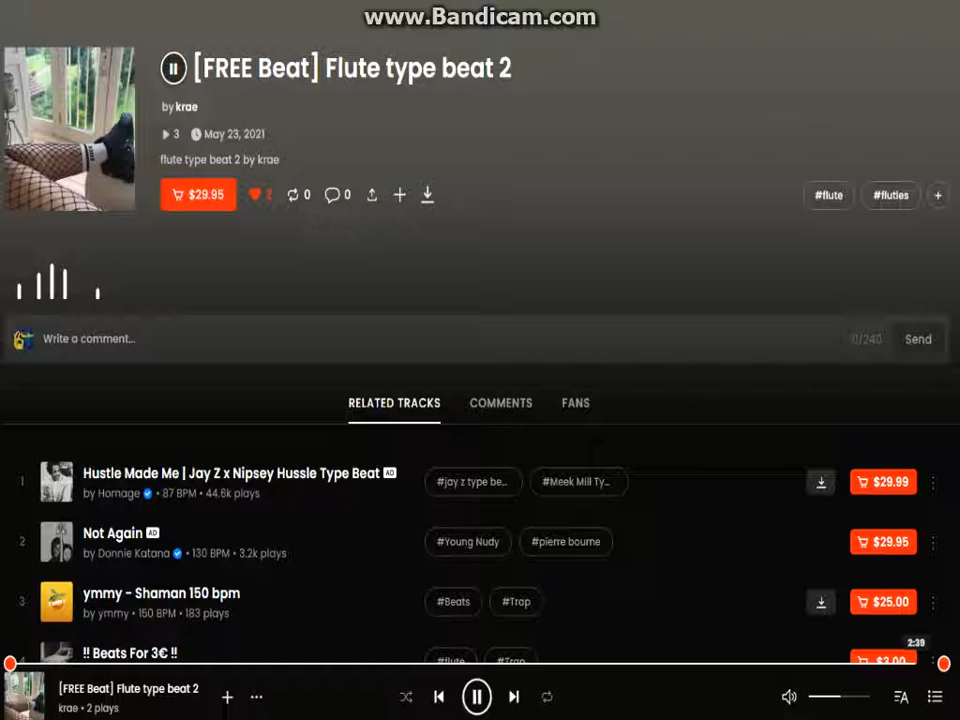 www.Bandicam.com
[FREE Beat] Flute type beat 2
by krae
3 May 23, 2021
flute type beat 2 by krae
$29.95 2 0 0 #flute #fluties +
Write a comment... 0/240 Send
RELATED TRACKS COMMENTS FANS
1 Hustle Made Me | Jay Z x Nipsey Hussle Type Beat AD
by Homage • 87 BPM • 44.6k plays
#jay z type be... #Meek Mill Ty... $29.99
2 Not Again AD
by Donnie Katana • 130 BPM • 3.2k plays
#Young Nudy #pierre bourne $29.95
3 ymmy - Shaman 150 bpm
by ymmy • 150 BPM • 183 plays
#Beats #Trap $25.00
!! Beats For 3€ !!
#flute #Trap $3.00
2:39
[FREE Beat] Flute type beat 2
krae • 2 plays